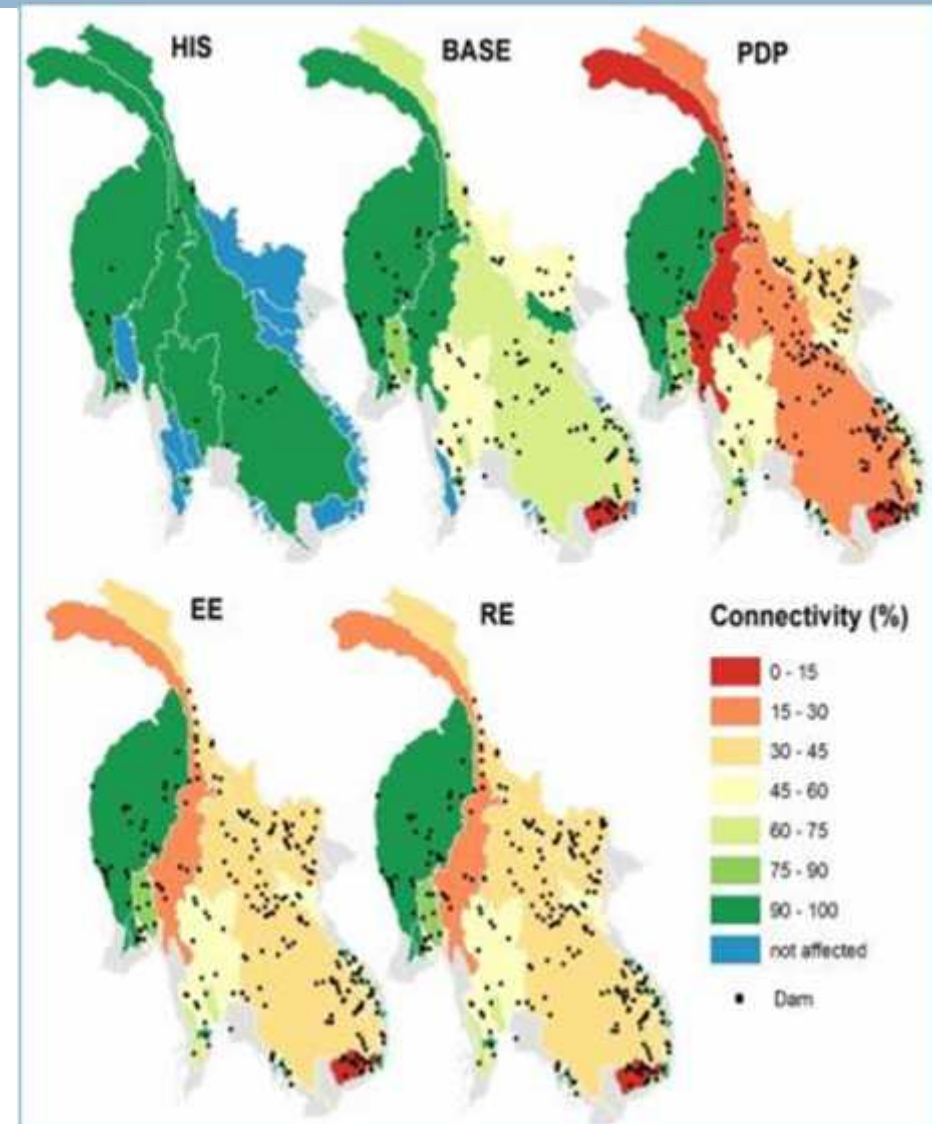 HIS
BASE
PDP
EE
RE
Connectivity (%)
0 - 15
15 - 30
30 - 45
45 - 60
60 - 75
75 - 90
90 - 100
not affected
Dam